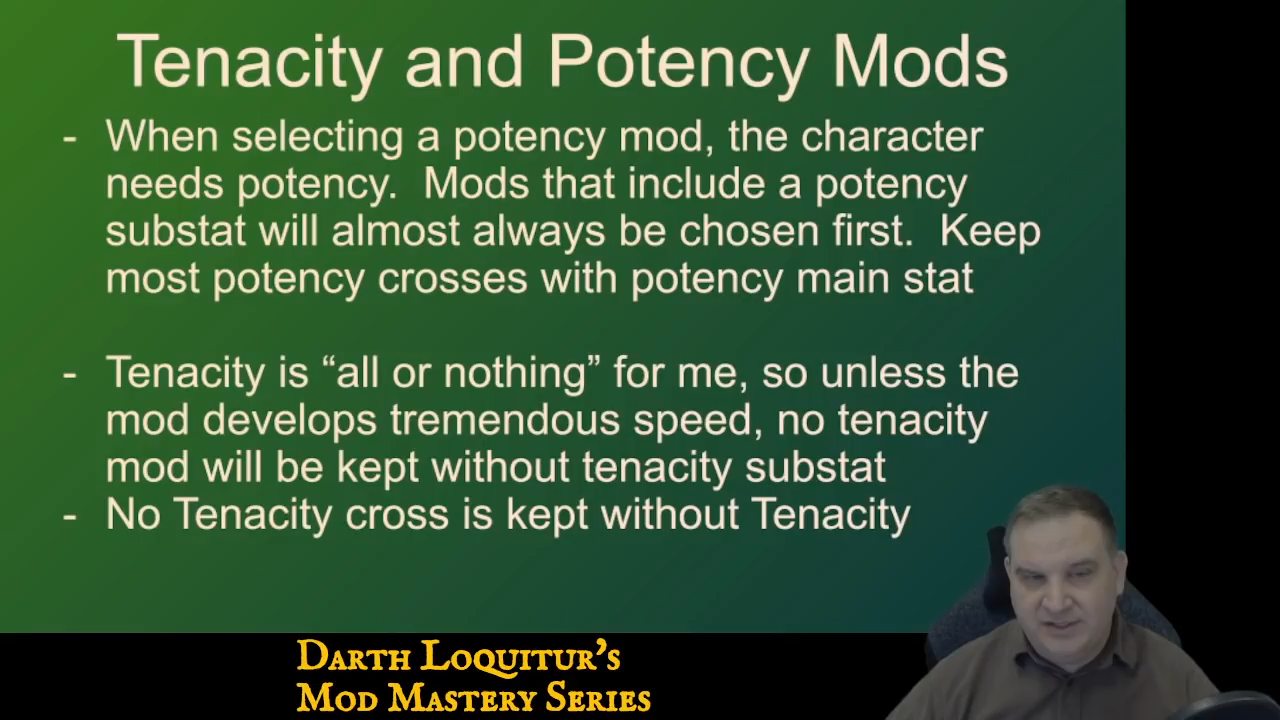 Tenacity and Potency Mods
- When selecting a potency mod, the character
needs potency.  Mods that include a potency
substat will almost always be chosen first.  Keep
most potency crosses with potency main stat
- Tenacity is “all or nothing” for me, so unless the
mod develops tremendous speed, no tenacity
mod will be kept without tenacity substat
- No Tenacity cross is kept without Tenacity
Darth Loquitur’s
Mod Mastery Series